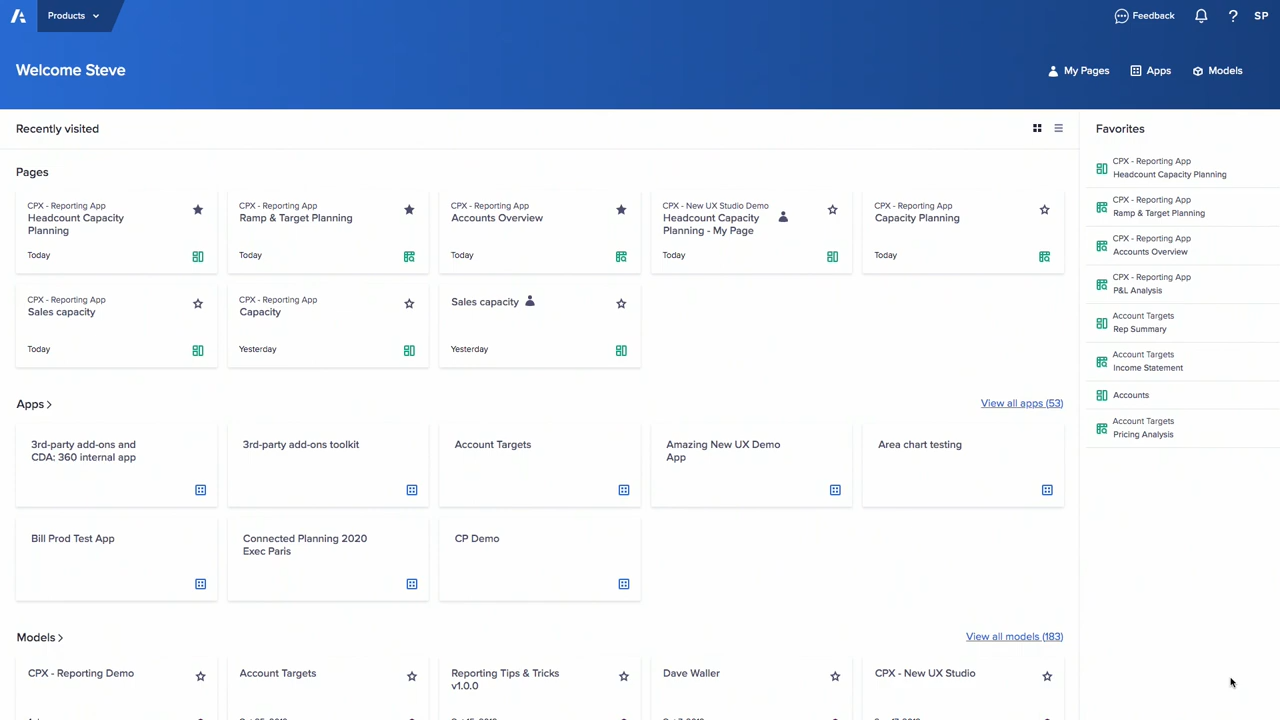 Products
Feedback
?
SP
Welcome Steve
My Pages
Apps
Models
Recently visited
Favorites
Pages
CPX - Reporting App
Headcount Capacity
Planning
Today
CPX - Reporting App
Ramp & Target Planning
Today
CPX - Reporting App
Accounts Overview
Today
CPX - New UX Studio Demo
Headcount Capacity
Planning - My Page
Today
CPX - Reporting App
Capacity Planning
Today
CPX - Reporting App
Sales capacity
Today
CPX - Reporting App
Capacity
Yesterday
Sales capacity
Yesterday
Apps >
View all apps (53)
3rd-party add-ons and
CDA: 360 internal app
3rd-party add-ons toolkit
Account Targets
Amazing New UX Demo
App
Area chart testing
Bill Prod Test App
Connected Planning 2020
Exec Paris
CP Demo
Models >
View all models (183)
CPX - Reporting Demo
Account Targets
Reporting Tips & Tricks
v1.0.0
Dave Waller
CPX - New UX Studio
CPX - Reporting App
Headcount Capacity Planning
CPX - Reporting App
Ramp & Target Planning
CPX - Reporting App
Accounts Overview
CPX - Reporting App
P&L Analysis
Account Targets
Rep Summary
Account Targets
Income Statement
Accounts
Account Targets
Pricing Analysis